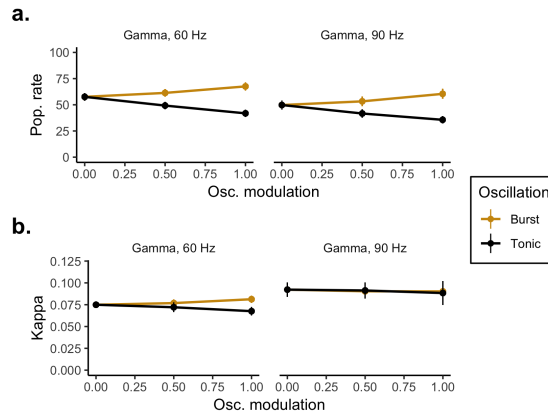 a.
Gamma, 60 Hz
Gamma, 90 Hz
Pop. rate
100
75
50
25
0
0.00 0.25 0.50 0.75 1.00
0.00 0.25 0.50 0.75 1.00
Osc. modulation
Oscillation
Burst
Tonic
b.
Gamma, 60 Hz
Gamma, 90 Hz
Kappa
0.125
0.100
0.075
0.050
0.025
0.000
0.00 0.25 0.50 0.75 1.00
0.00 0.25 0.50 0.75 1.00
Osc. modulation